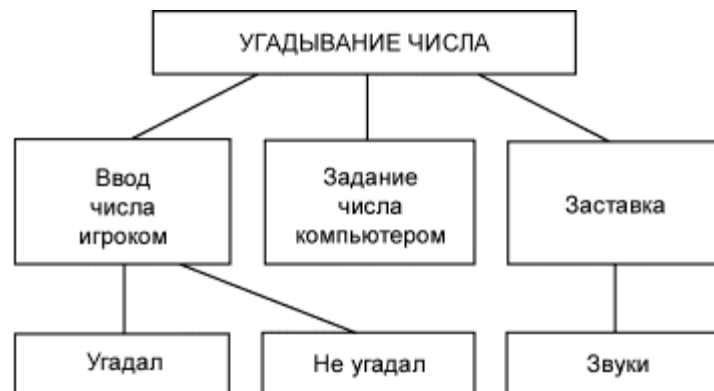 УГАДЫВАНИЕ ЧИСЛА
Ввод
числа
игроком
Задание
числа
компьютером
Заставка
Угадал
Не угадал
Звуки